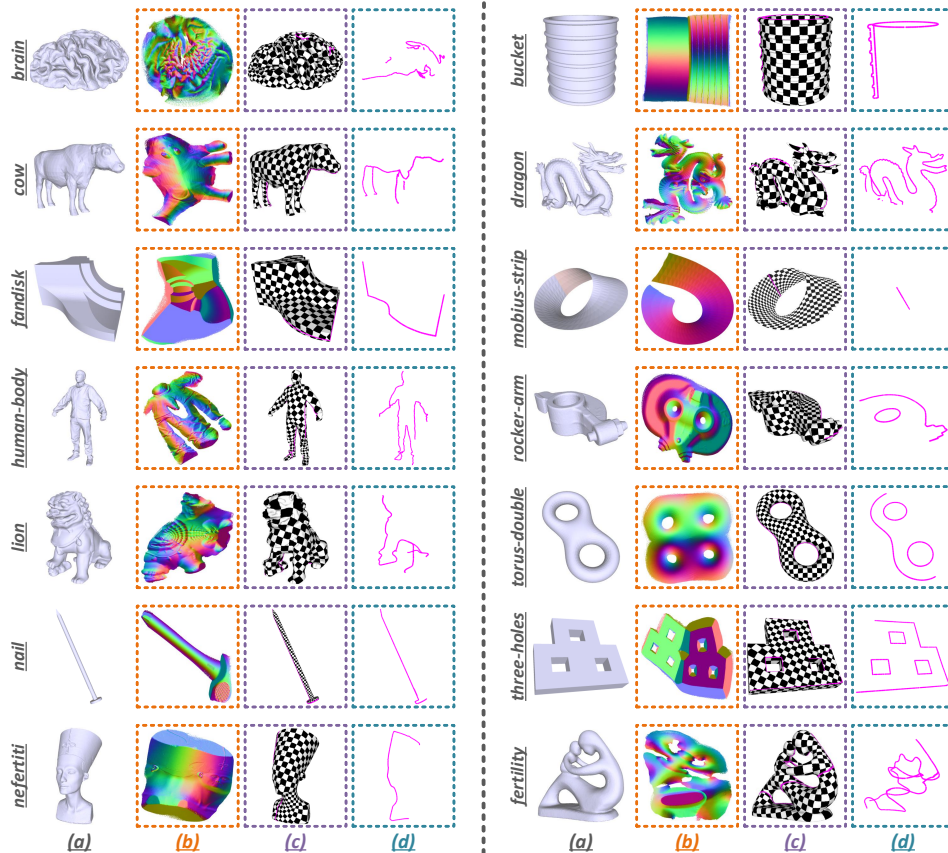 brain
cow
fandisk
human-body
lion
nail
nefertiti
(a) (b) (c) (d)
bucket
dragon
mobius-strip
rocker-arm
torus-double
three-holes
fertility
(a) (b) (c) (d)